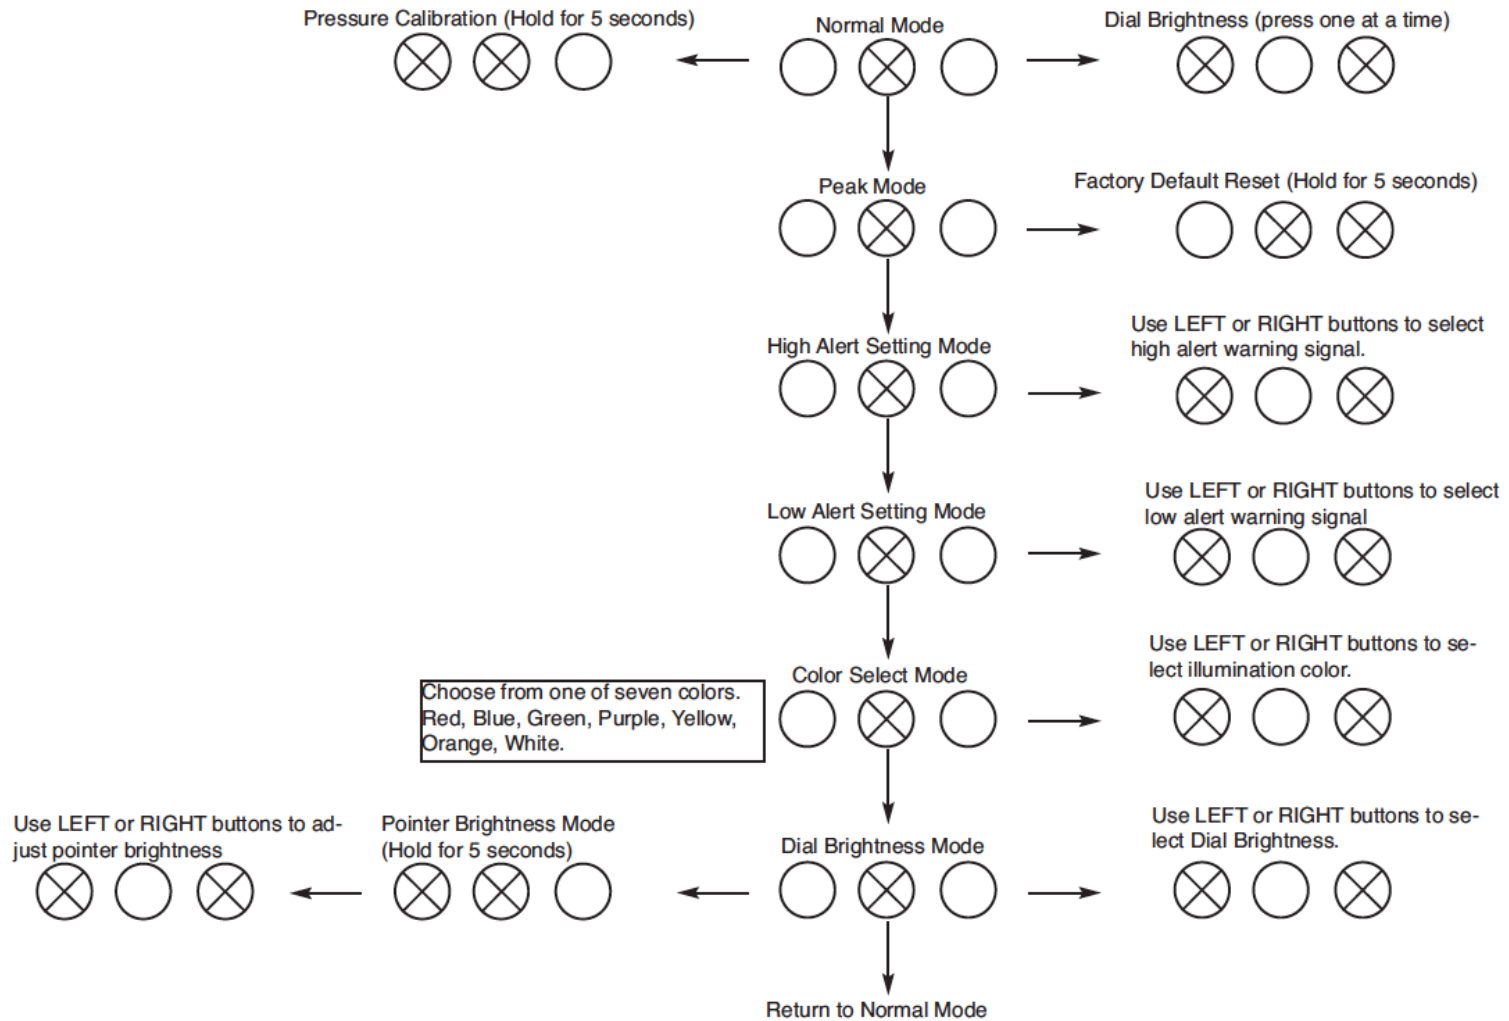 Pressure Calibration (Hold for 5 seconds)
Normal Mode
Dial Brightness (press one at a time)
Peak Mode
Factory Default Reset (Hold for 5 seconds)
High Alert Setting Mode
Use LEFT or RIGHT buttons to select
high alert warning signal.
Low Alert Setting Mode
Use LEFT or RIGHT buttons to select
low alert warning signal
Color Select Mode
Choose from one of seven colors.
Red, Blue, Green, Purple, Yellow,
Orange, White.
Use LEFT or RIGHT buttons to se-
lect illumination color.
Use LEFT or RIGHT buttons to ad-
just pointer brightness
Pointer Brightness Mode
(Hold for 5 seconds)
Dial Brightness Mode
Use LEFT or RIGHT buttons to se-
lect Dial Brightness.
Return to Normal Mode